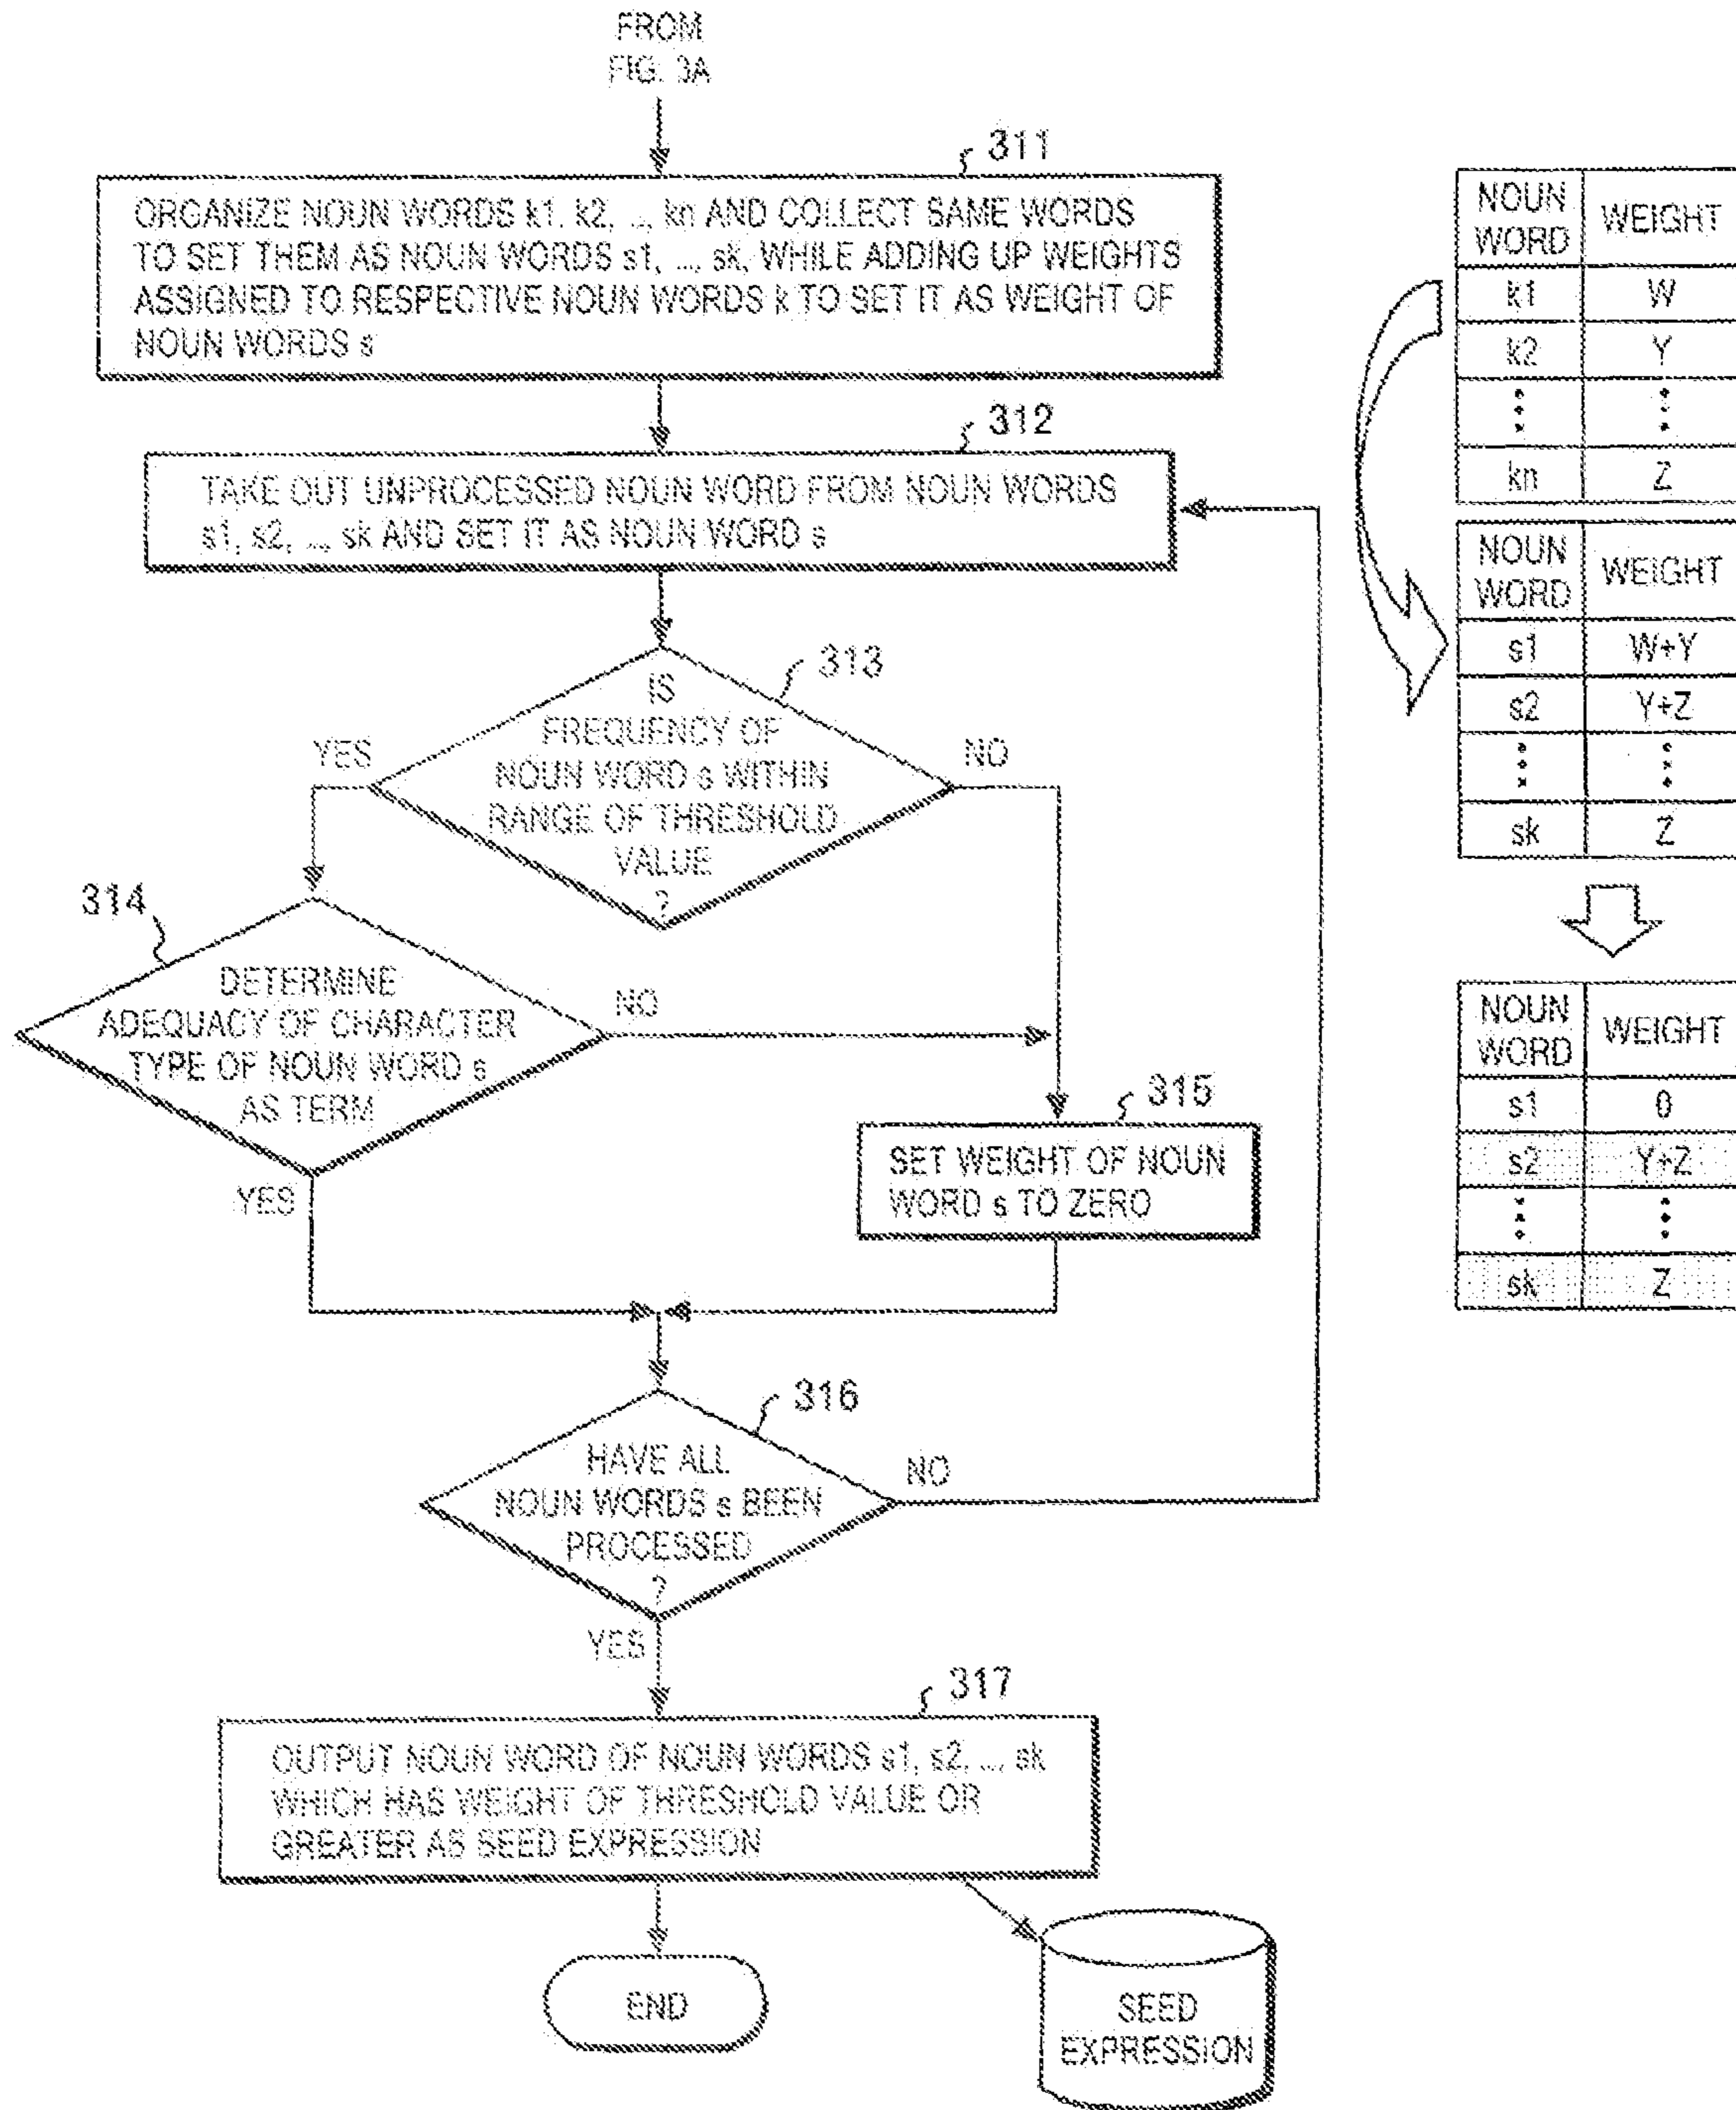 FROM
FIG. 3A
311
ORGANIZE NOUN WORDS k1. k2, ..., kn AND COLLECT SAME WORDS
TO SET THEM AS NOUN WORDS s1, ..., sk, WHILE ADDING UP WEIGHTS
ASSIGNED TO RESPECTIVE NOUN WORDS k TO SET IT AS WEIGHT OF
NOUN WORDS s
312
TAKE OUT UNPROCESSED NOUN WORD FROM NOUN WORDS
s1, s2, ..., sk AND SET IT AS NOUN WORD s
313
IS
FREQUENCY OF
NOUN WORD s WITHIN
RANGE OF THRESHOLD
VALUE
?
YES
NO
314
DETERMINE
ADEQUACY OF CHARACTER
TYPE OF NOUN WORD s
AS TERM
NO
YES
315
SET WEIGHT OF NOUN
WORD s TO ZERO
316
HAVE ALL
NOUN WORDS s BEEN
PROCESSED
?
NO
YES
317
OUTPUT NOUN WORD OF NOUN WORDS s1, s2, ..., sk
WHICH HAS WEIGHT OF THRESHOLD VALUE OR
GREATER AS SEED EXPRESSION
END
SEED
EXPRESSION
NOUN
WORD WEIGHT
k1 W
k2 Y
kn Z
NOUN
WORD WEIGHT
s1 W+Y
s2 Y+Z
sk Z
NOUN
WORD WEIGHT
s1 0
s2 Y+Z
sk Z